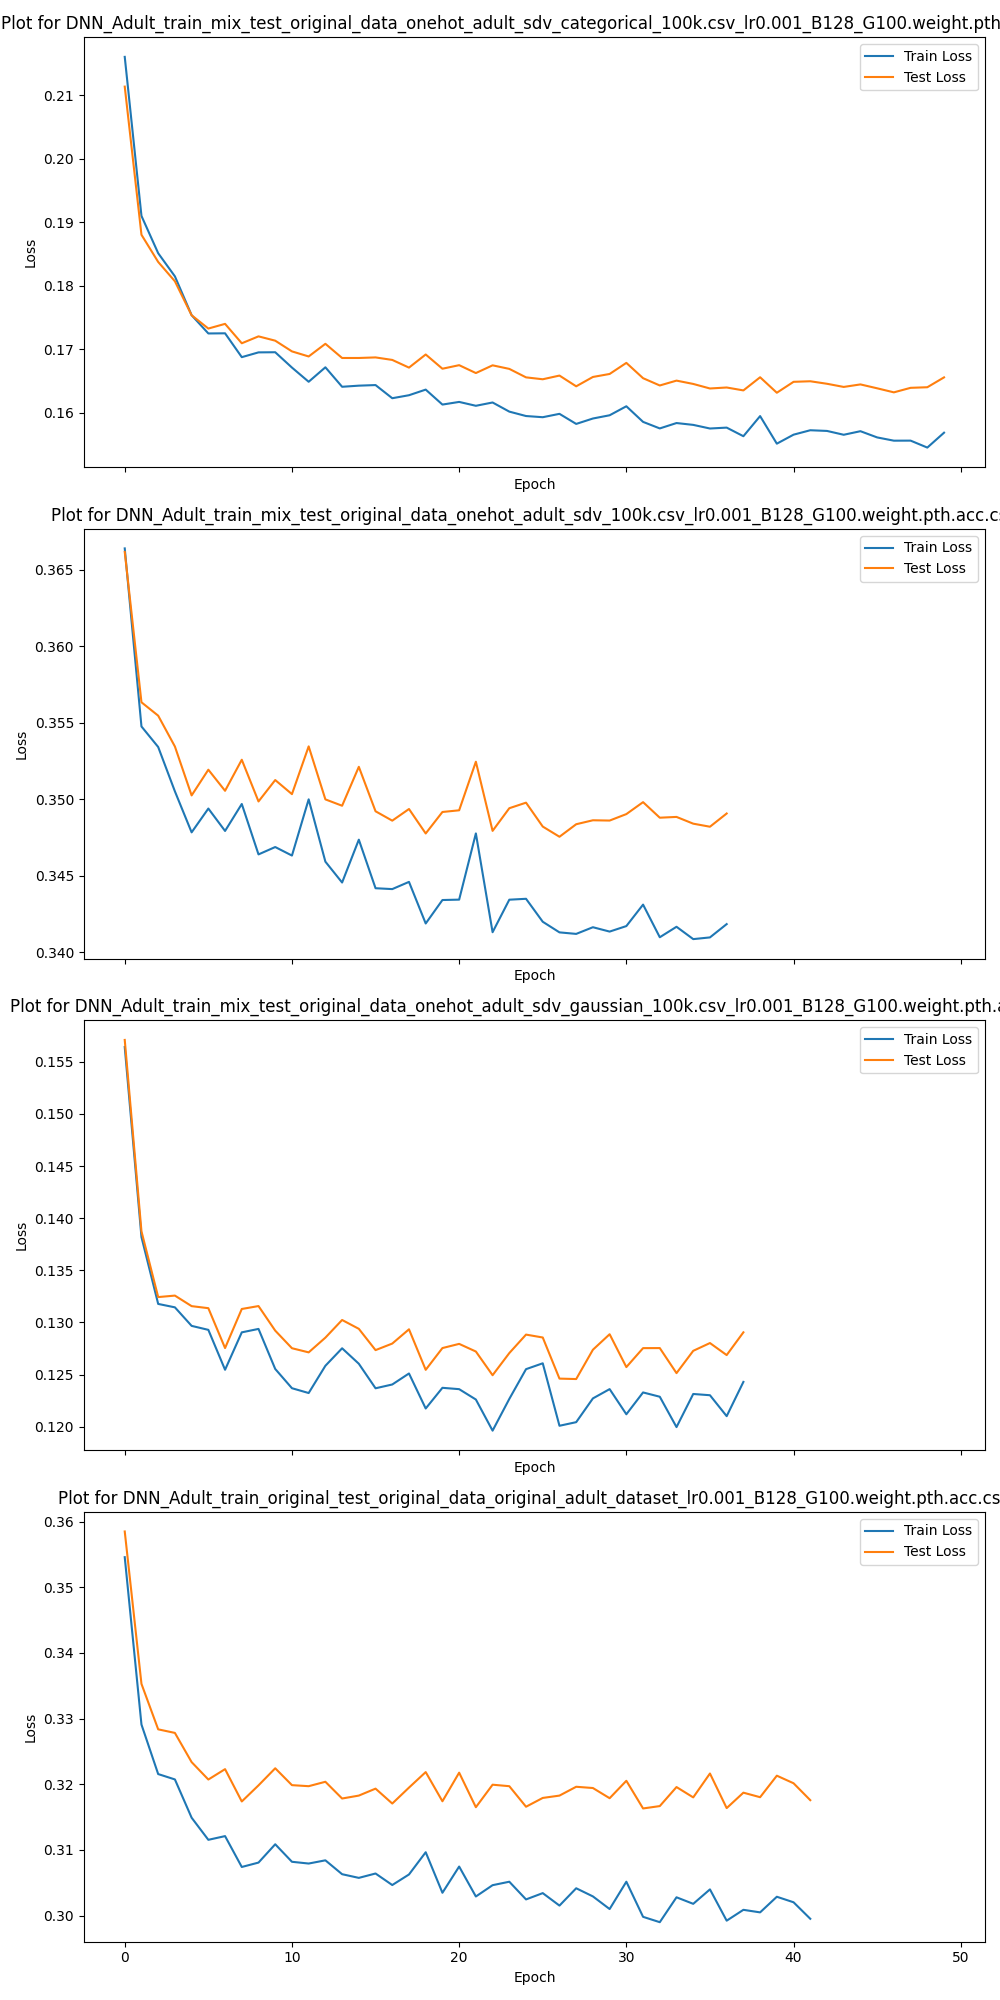 Plot for DNN_Adult_train_mix_test_original_data_onehot_adult_sdv_categorical_100k.csv_lr0.001_B128_G100.weight.pth
Train Loss
Test Loss
0.21
0.20
0.19
0.18
0.17
0.16
Loss
Epoch
Plot for DNN_Adult_train_mix_test_original_data_onehot_adult_sdv_100k.csv_lr0.001_B128_G100.weight.pth.acc.cs
Train Loss
Test Loss
0.365
0.360
0.355
0.350
0.345
0.340
Loss
Epoch
Plot for DNN_Adult_train_mix_test_original_data_onehot_adult_sdv_gaussian_100k.csv_lr0.001_B128_G100.weight.pth.a
Train Loss
Test Loss
0.155
0.150
0.145
0.140
0.135
0.130
0.125
0.120
Loss
Epoch
Plot for DNN_Adult_train_original_test_original_data_original_adult_dataset_lr0.001_B128_G100.weight.pth.acc.cs
Train Loss
Test Loss
0.36
0.35
0.34
0.33
0.32
0.31
0.30
Loss
0 10 20 30 40 50
Epoch